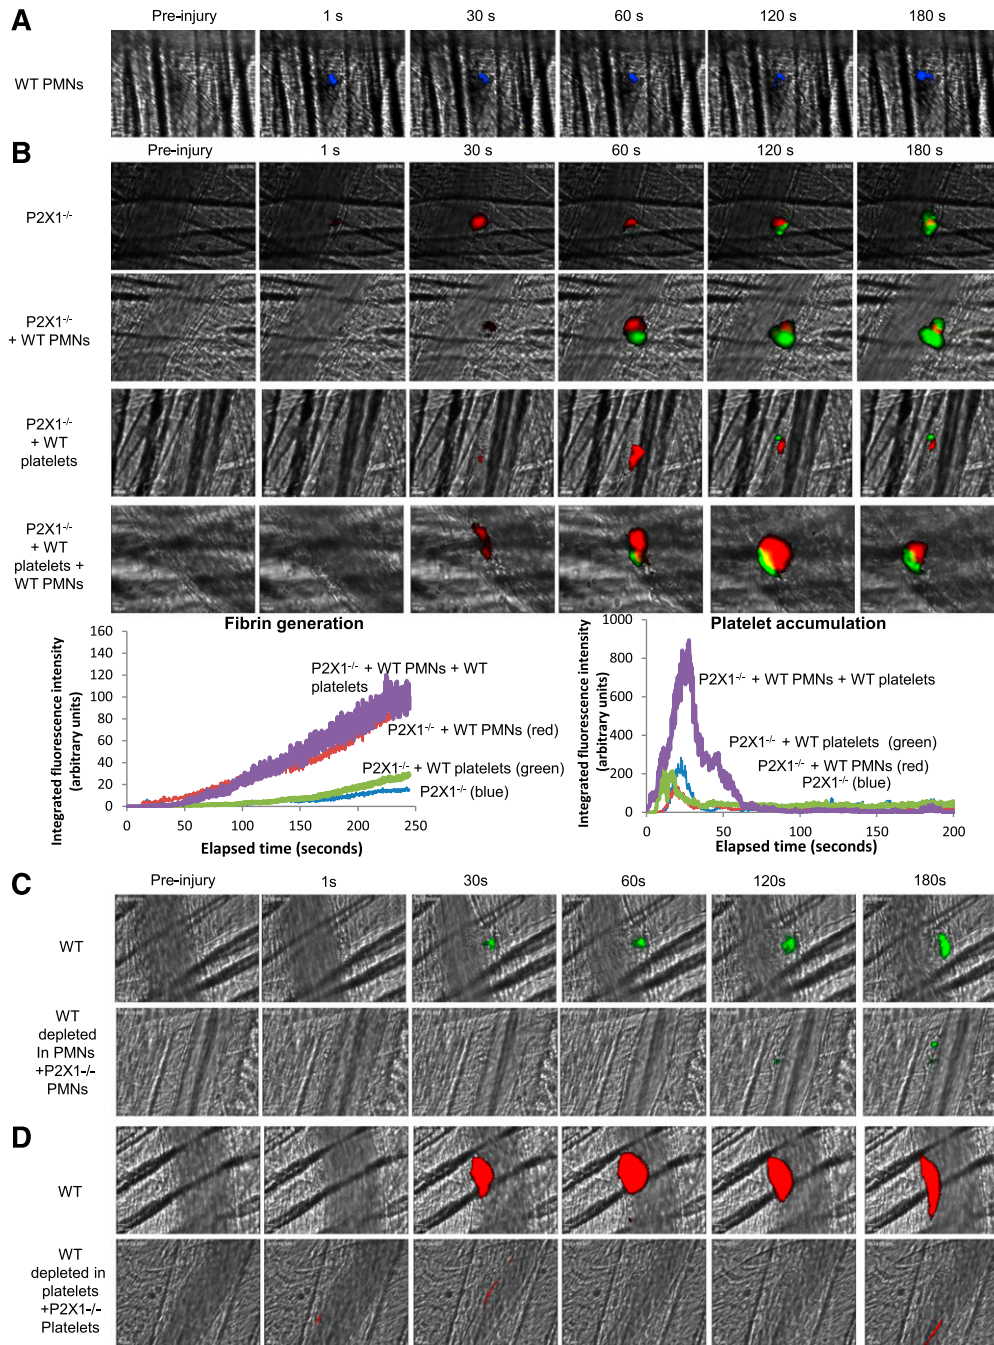 A
Pre-injury 1 s 30 s 60 s 120 s 180 s
WT PMNs
B
Pre-injury 1 s 30 s 60 s 120 s 180 s
P2X1-/-
P2X1-/-
+ WT PMNs
P2X1-/-
+ WT
platelets
P2X1-/-
+ WT
platelets +
WT PMNs
Fibrin generation
Integrated fluorescence intensity
(arbitrary units)
160
140
120
100
80
60
40
20
0
0 50 100 150 200 250
Elapsed time (seconds)
P2X1-/- + WT PMNs + WT
platelets
P2X1-/- + WT PMNs (red)
P2X1-/- + WT platelets (green)
P2X1-/- (blue)
Platelet accumulation
Integrated fluorescence intensity
(arbitrary units)
1000
800
600
400
200
0
0 50 100 150 200
Elapsed time (seconds)
P2X1-/- + WT PMNs + WT platelets
P2X1-/- + WT platelets (green)
P2X1-/- + WT PMNs (red)
P2X1-/- (blue)
C
Pre-injury 1s 30s 60s 120s 180s
WT
WT
depleted
In PMNs
+P2X1-/-
PMNs
D
WT
WT
depleted in
platelets
+P2X1-/-
Platelets